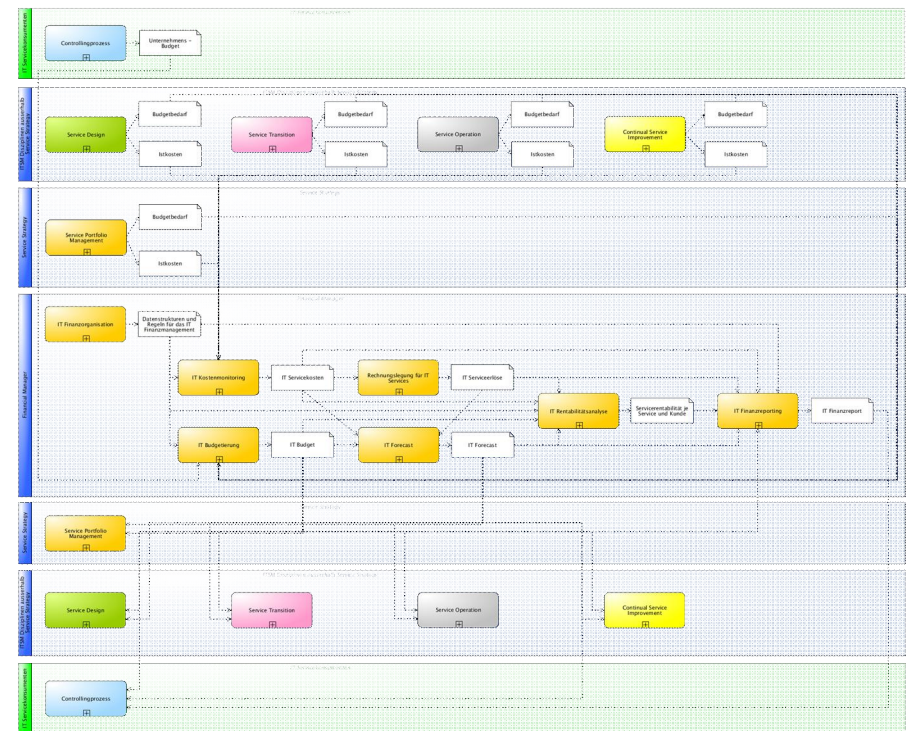 IT Servicekonsumenten
Controllingprozess
Unternehmens –
Budget
ITSM Disziplinen ausserhalb
Service Strategy
Service Design
Budgetbedarf
Istkosten
Service Transition
Budgetbedarf
Istkosten
Service Operation
Budgetbedarf
Istkosten
Continual Service
Improvement
Budgetbedarf
Istkosten
Service Strategy
Service Portfolio
Management
Budgetbedarf
Istkosten
Financial Manager
IT Finanzorganisation
Datenstrukturen und
Regeln für das IT
Finanzmanagement
IT Kostenmonitoring
IT Servicekosten
Rechnungslegung für IT
Services
IT Serviceerlöse
IT Rentabilitätsanalyse
Servicerentabilität je
Service und Kunde
IT Finanzreporting
IT Finanzreport
IT Budgetierung
IT Budget
IT Forecast
IT Forecast
Service Strategy
Service Portfolio
Management
ITSM Disziplinen ausserhalb
Service Strategy
Service Design
Service Transition
Service Operation
Continual Service
Improvement
IT Servicekonsumenten
Controllingprozess